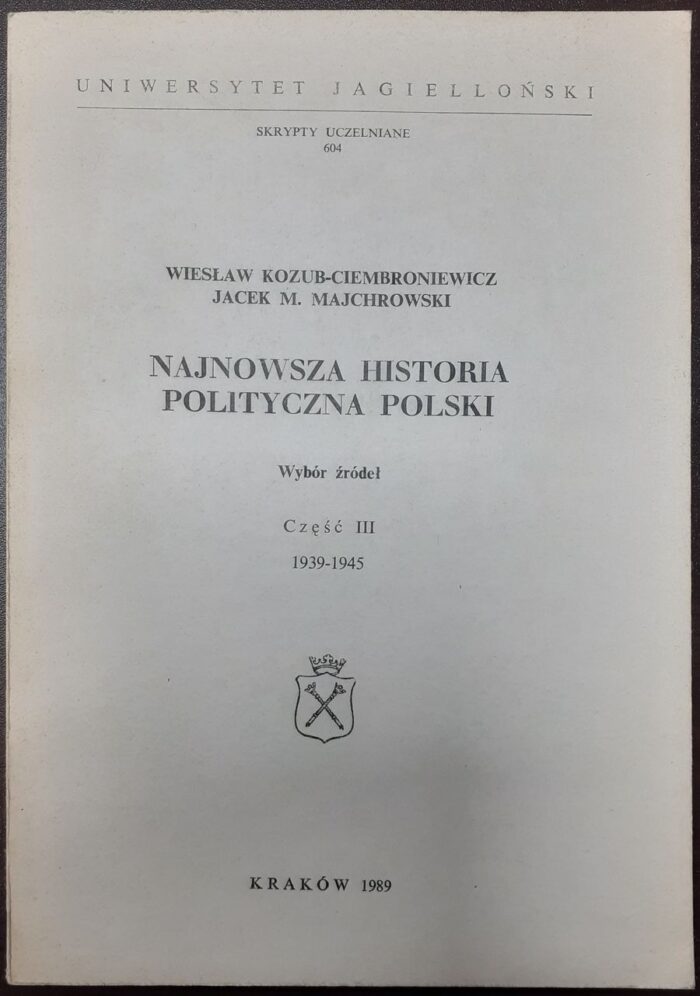 UNIWERSYTET JAGIELLOŃSKI
SKRYPTY UCZELNIANE
604
WIESŁAW KOZUB-CIEMBRONIEWICZ
JACEK M. MAJCHROWSKI
NAJNOWSZA HISTORIA
POLITYCZNA POLSKI
Wybór źródeł
Część III
1939-1945
KRAKÓW 1989